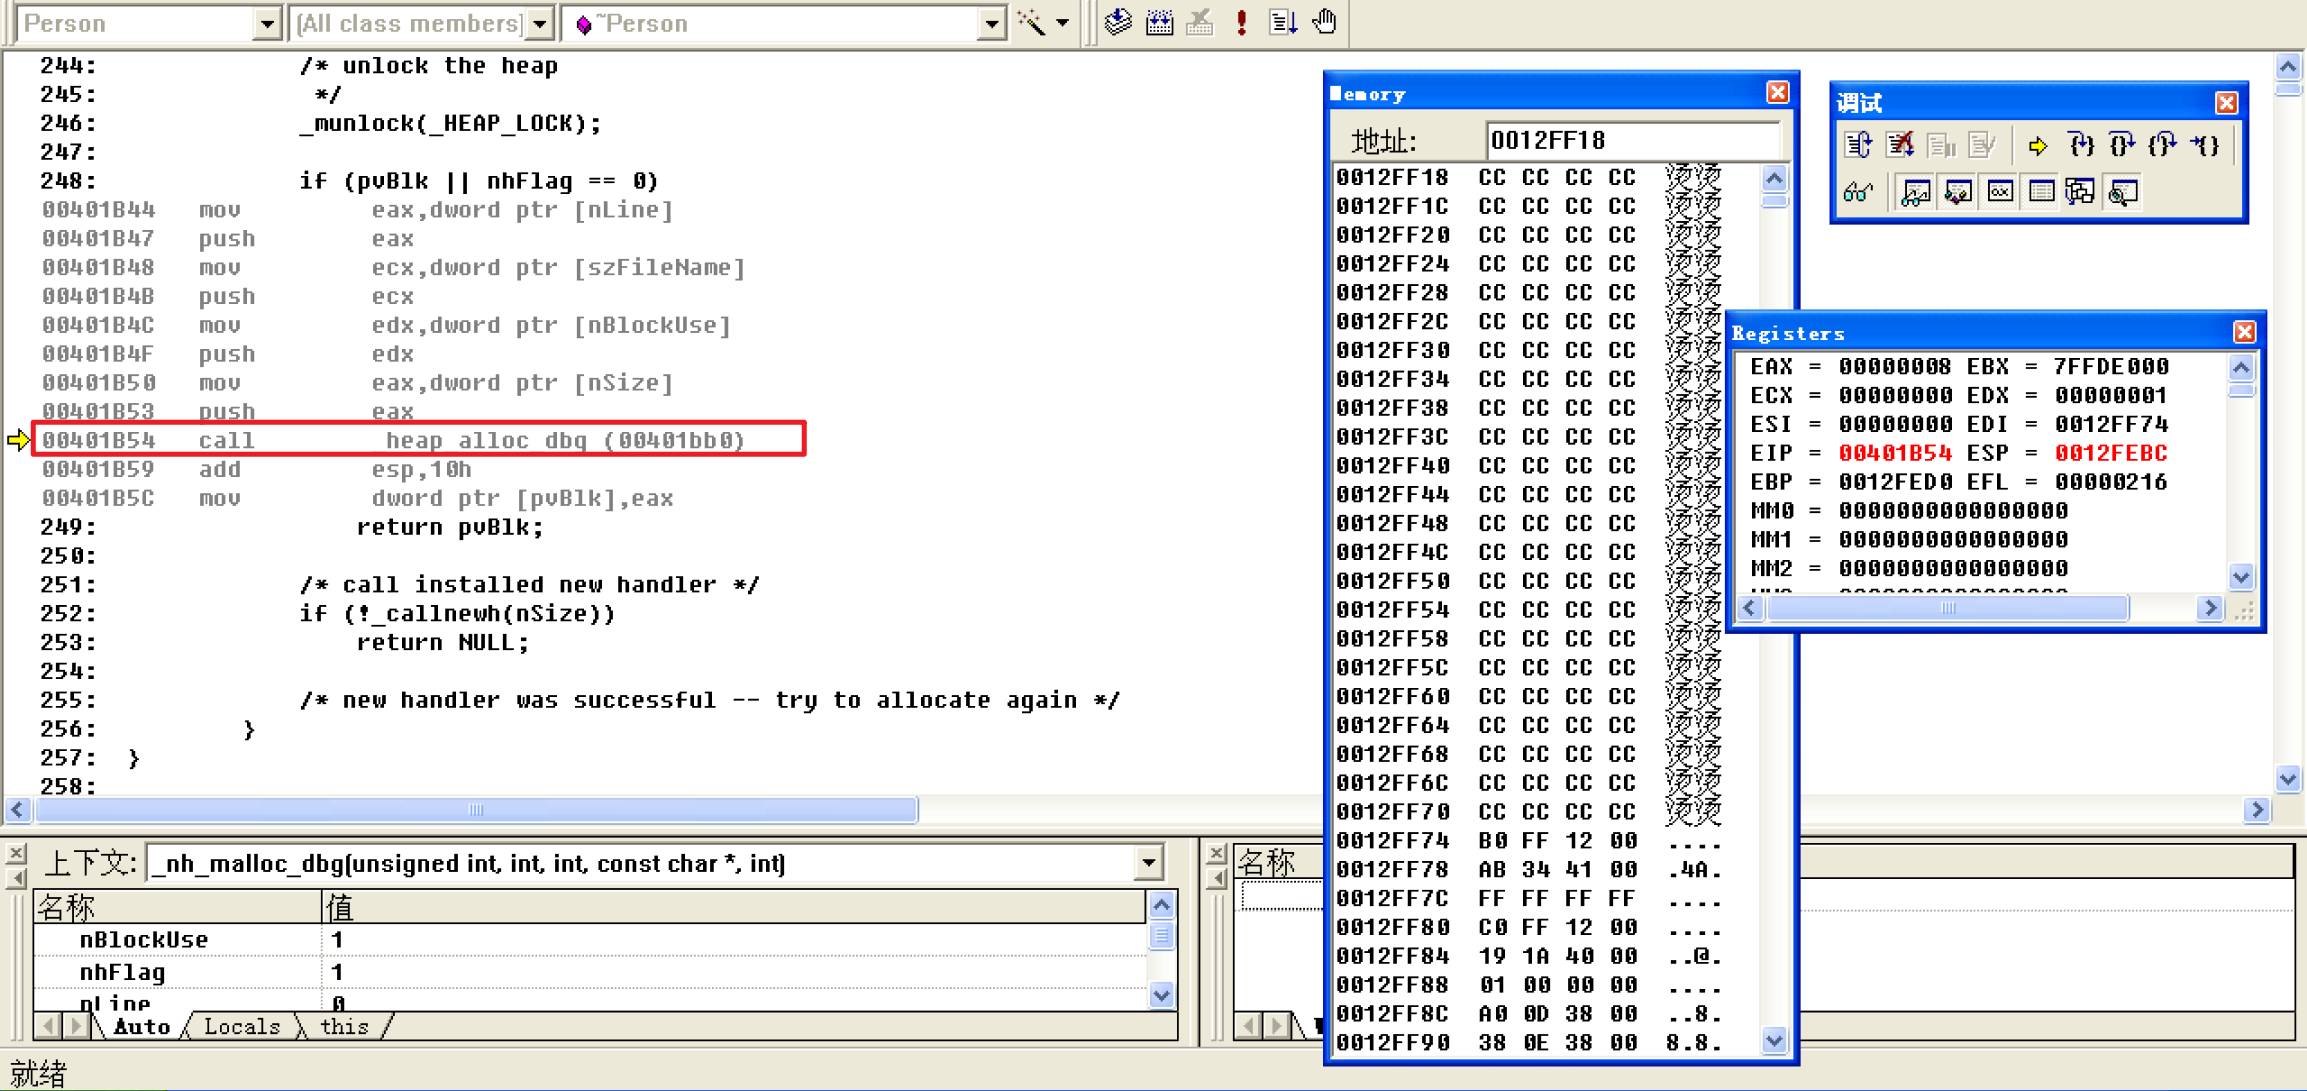 Person
(All class members)
~Person
244: /* unlock the heap
245: */
246: _munlock(_HEAP_LOCK);
247:
248: if (pvBlk || nhFlag == 0)
00401B44 mov eax,dword ptr [nLine]
00401B47 push eax
00401B48 mov ecx,dword ptr [szFileName]
00401B4B push ecx
00401B4C mov edx,dword ptr [nBlockUse]
00401B4F push edx
00401B50 mov eax,dword ptr [nSize]
00401B53 push eax
00401B54 call _heap_alloc_dbg (00401bb0)
00401B59 add esp,10h
00401B5C mov dword ptr [pvBlk],eax
249: return pvBlk;
250:
251: /* call installed new handler */
252: if (!_callnewh(nSize))
253: return NULL;
254:
255: /* new handler was successful -- try to allocate again */
256: }
257: }
258:
Memory
地址: 0012FF18
0012FF18 CC CC CC CC 烫烫
0012FF1C CC CC CC CC 烫烫
0012FF20 CC CC CC CC 烫烫
0012FF24 CC CC CC CC 烫烫
0012FF28 CC CC CC CC 烫烫
0012FF2C CC CC CC CC 烫烫
0012FF30 CC CC CC CC 烫烫
0012FF34 CC CC CC CC 烫烫
0012FF38 CC CC CC CC 烫烫
0012FF3C CC CC CC CC 烫烫
0012FF40 CC CC CC CC 烫烫
0012FF44 CC CC CC CC 烫烫
0012FF48 CC CC CC CC 烫烫
0012FF4C CC CC CC CC 烫烫
0012FF50 CC CC CC CC 烫烫
0012FF54 CC CC CC CC 烫烫
0012FF58 CC CC CC CC 烫烫
0012FF5C CC CC CC CC 烫烫
0012FF60 CC CC CC CC 烫烫
0012FF64 CC CC CC CC 烫烫
0012FF68 CC CC CC CC 烫烫
0012FF6C CC CC CC CC 烫烫
0012FF70 CC CC CC CC 烫烫
0012FF74 B0 FF 12 00 ....
0012FF78 AB 34 41 00 .4A.
0012FF7C FF FF FF FF ....
0012FF80 C0 FF 12 00 ....
0012FF84 19 1A 40 00 ..@.
0012FF88 01 00 00 00 ....
0012FF8C A0 0D 38 00 ..8.
0012FF90 38 0E 38 00 8.8.
调试
Registers
EAX = 00000008 EBX = 7FFDE000
ECX = 00000000 EDX = 00000001
ESI = 00000000 EDI = 0012FF74
EIP = 00401B54 ESP = 0012FEBC
EBP = 0012FED0 EFL = 00000216
MM0 = 0000000000000000
MM1 = 0000000000000000
MM2 = 0000000000000000
上下文: _nh_malloc_dbg(unsigned int, int, int, const char *, int)
名称 值
nBlockUse 1
nhFlag 1
nLine 0
Auto Locals this
名称
就绪